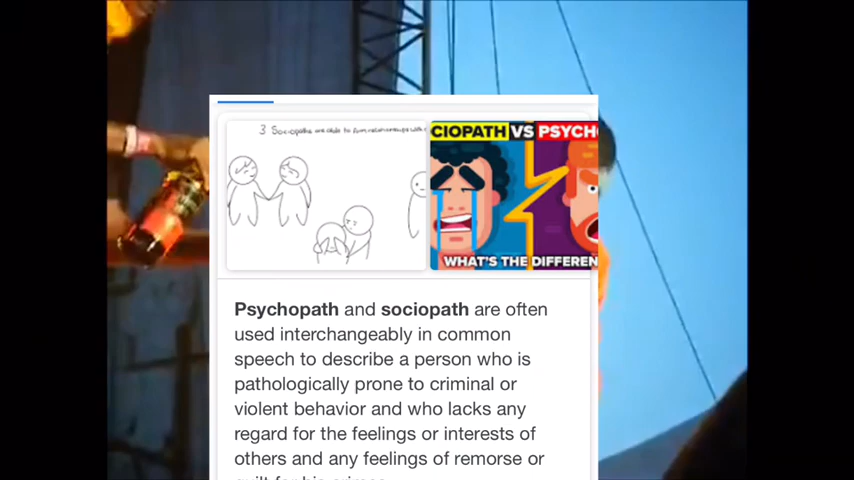 3 Sociopaths are able to form relationships with
CIOPATH VS PSYCH
WHAT'S THE DIFFEREN
Psychopath and sociopath are often
used interchangeably in common
speech to describe a person who is
pathologically prone to criminal or
violent behavior and who lacks any
regard for the feelings or interests of
others and any feelings of remorse or